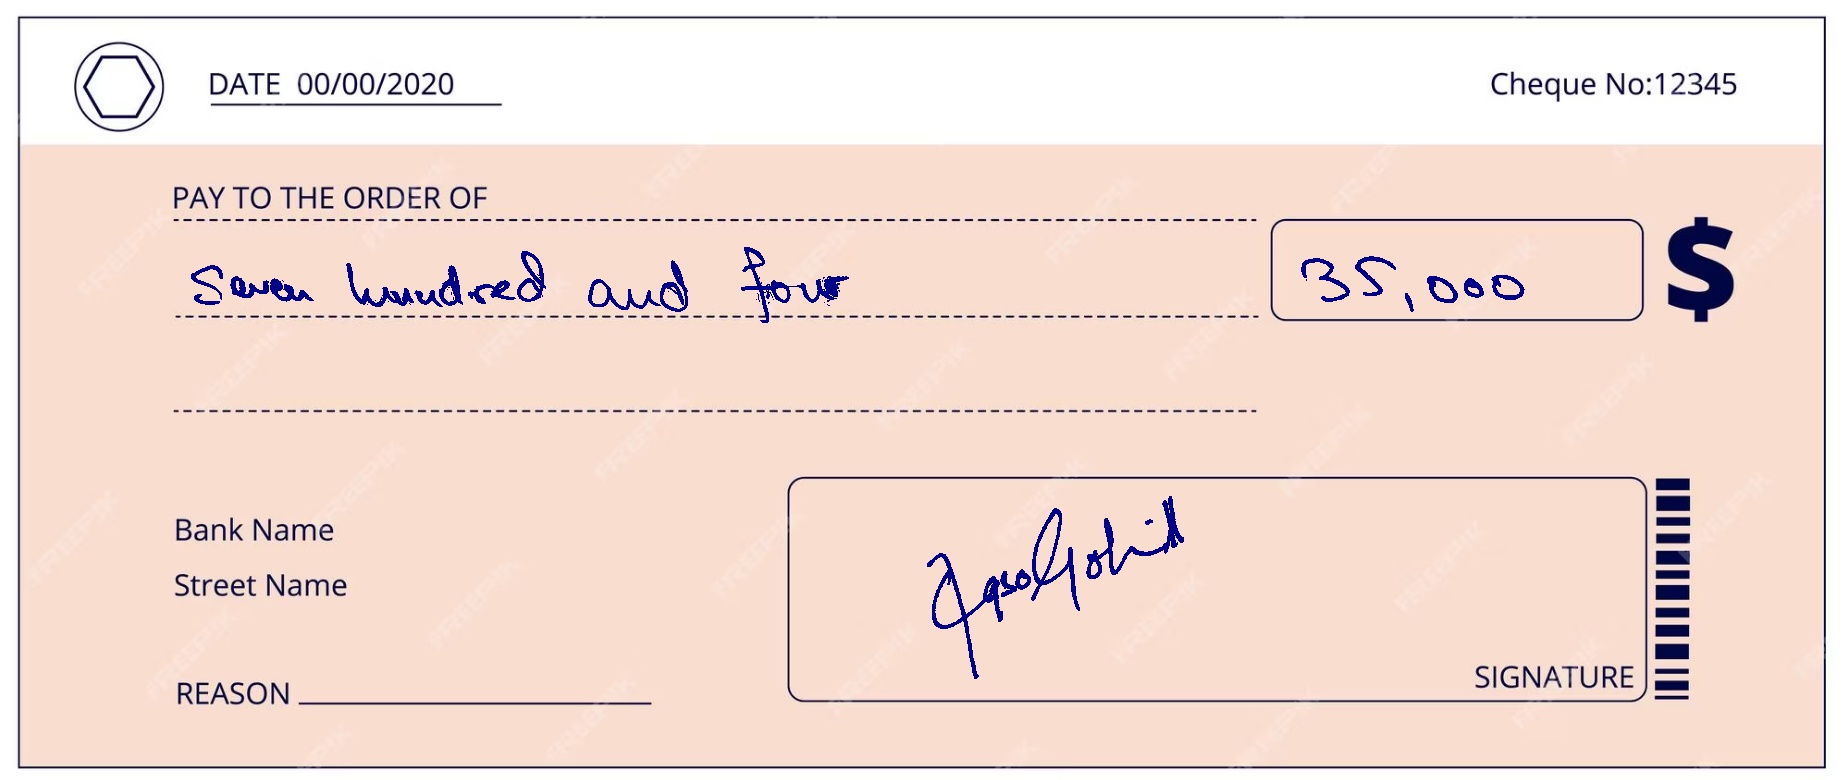 DATE 00/00/2020
Cheque No:12345
PAY TO THE ORDER OF
Seven hundred and four
35,000 $
Bank Name
Street Name
REASON
SIGNATURE